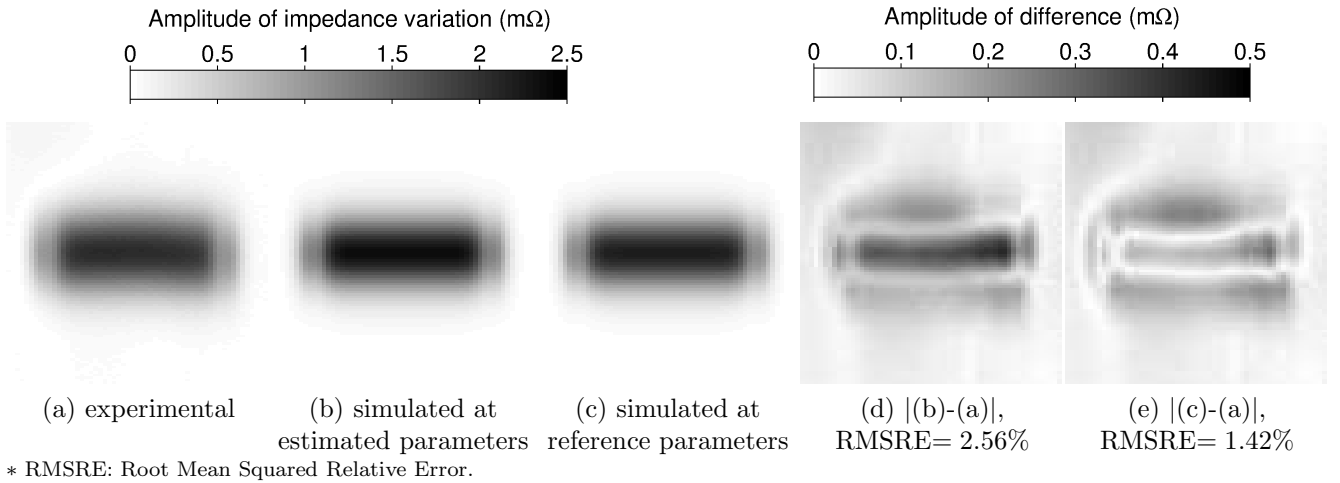 Amplitude of impedance variation (mΩ)
0 0.5 1 1.5 2 2.5
Amplitude of difference (mΩ)
0 0.1 0.2 0.3 0.4 0.5
(a) experimental
(b) simulated at
estimated parameters
(c) simulated at
reference parameters
(d) |(b)-(a)|,
RMSRE= 2.56%
(e) |(c)-(a)|,
RMSRE= 1.42%
* RMSRE: Root Mean Squared Relative Error.